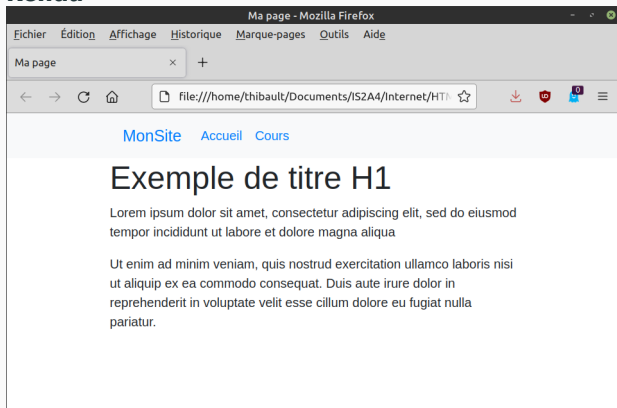 Rendu
Ma page - Mozilla Firefox
Fichier Édition Affichage Historique Marque-pages Outils Aide
Ma page × +
file:///home/thibault/Documents/IS2A4/Internet/HTM
0
MonSite Accueil Cours
Exemple de titre H1
Lorem ipsum dolor sit amet, consectetur adipiscing elit, sed do eiusmod
tempor incididunt ut labore et dolore magna aliqua
Ut enim ad minim veniam, quis nostrud exercitation ullamco laboris nisi
ut aliquip ex ea commodo consequat. Duis aute irure dolor in
reprehenderit in voluptate velit esse cillum dolore eu fugiat nulla
pariatur.